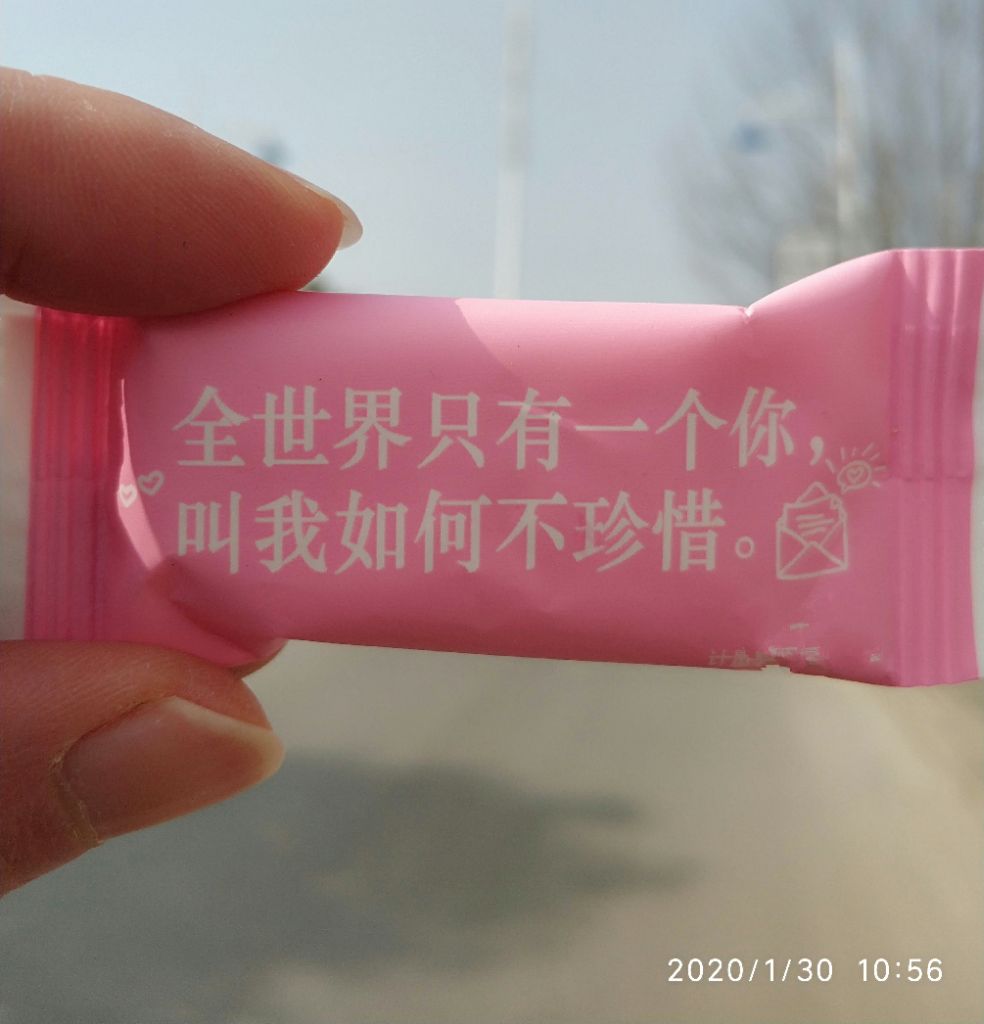 全世界只有一个你，
叫我如何不珍惜。
2020/1/30 10:56